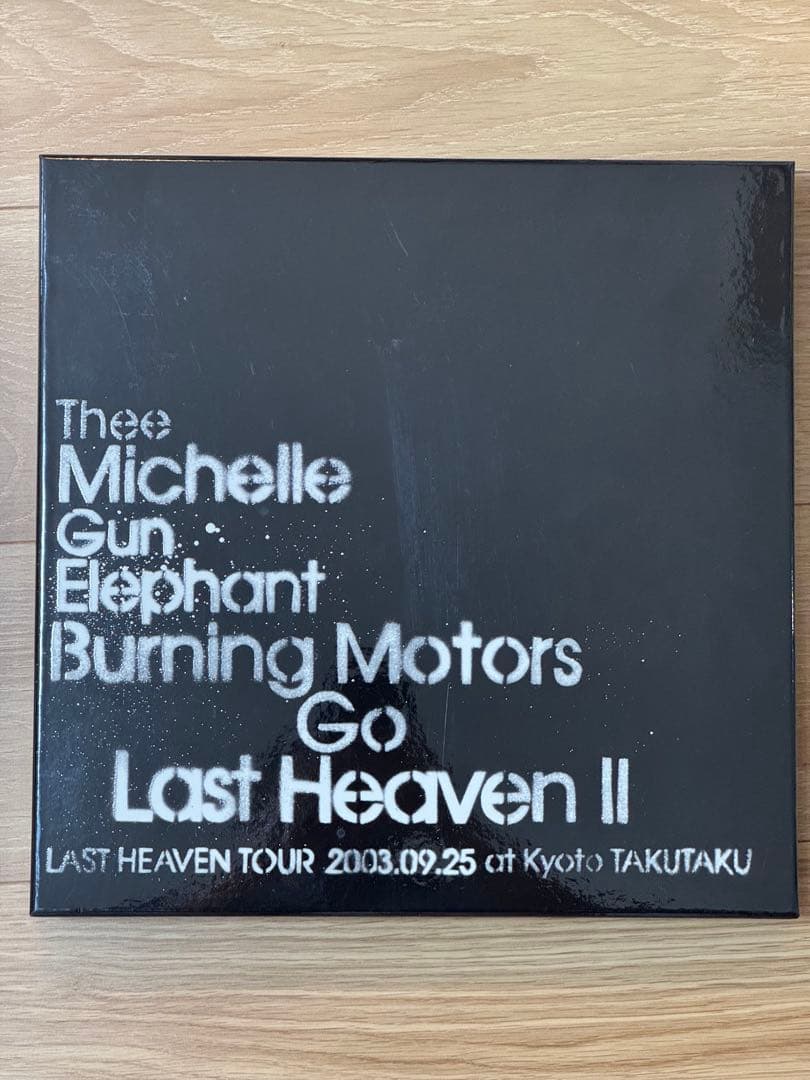 Thee
Michelle
Gun
Elephant
Burning Motors
Go
Last Heaven II
LAST HEAVEN TOUR 2003.09.25 at Kyoto TAKUTAKU